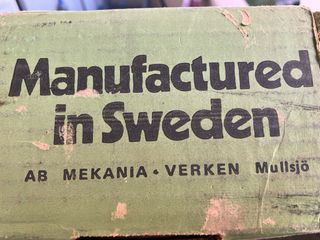 Manufactured
in Sweden
AB MEKANIA • VERKEN Mullsjö